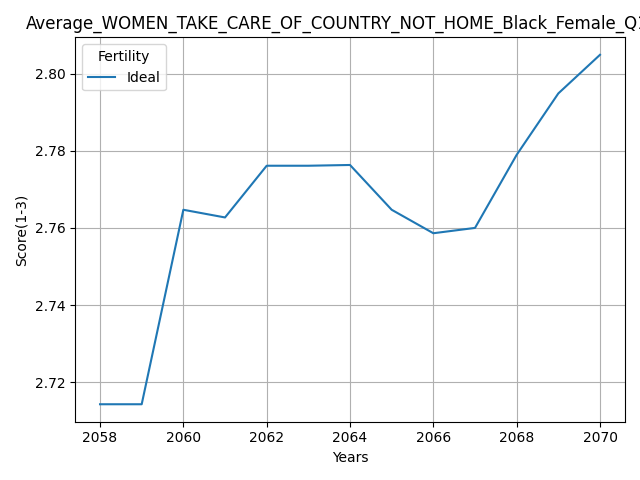 Average_WOMEN_TAKE_CARE_OF_COUNTRY_NOT_HOME_Black_Female_Q
Fertility
Ideal
2.80
2.78
2.76
2.74
2.72
Score(1-3)
2058 2060 2062 2064 2066 2068 2070
Years